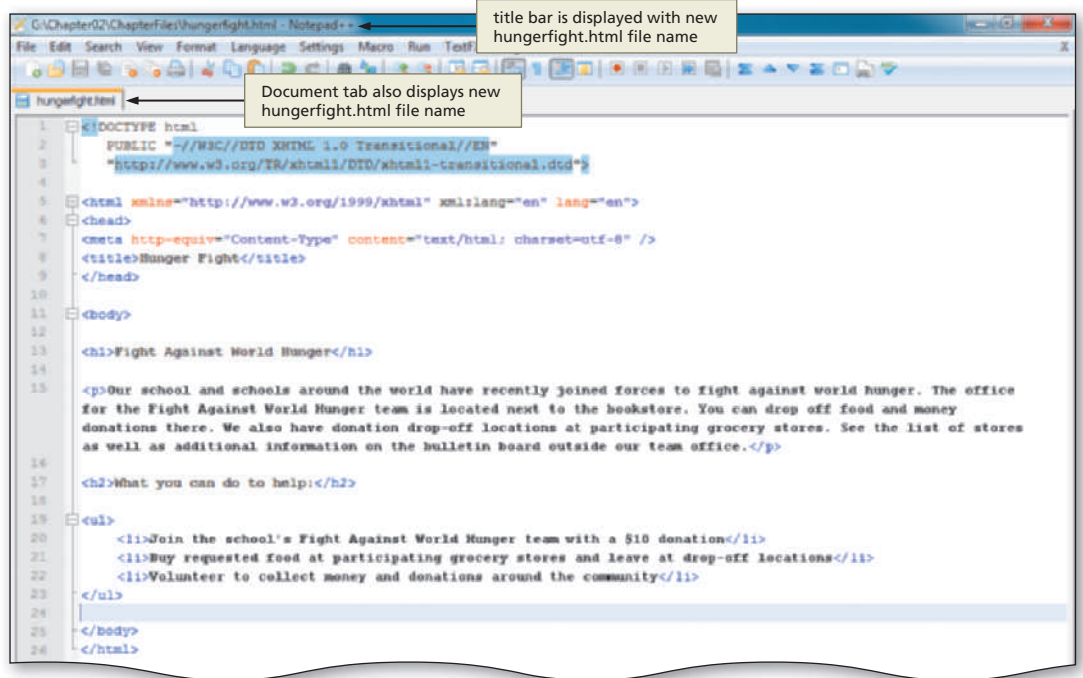 G:\Chapter02\ChapterFiles\hungerfight.html - Notepad++
title bar is displayed with new
hungerfight.html file name
File Edit Search View Format Language Settings Macro Run
X
Document tab also displays new
hungerfight.html file name
hungerfight.html
1 <!DOCTYPE html
2 PUBLIC "-//W3C//DTD XHTML 1.0 Transitional//EN"
3 "http://www.w3.org/TR/xhtml1/DTD/xhtml1-transitional.dtd">
4
5 <html xmlns="http://www.w3.org/1999/xhtml" xml:lang="en" lang="en">
6 <head>
7 <meta http-equiv="Content-Type" content="text/html; charset=utf-8" />
8 <title>Hunger Fight</title>
9 </head>
10
11 <body>
12
13 <h1>Fight Against World Hunger</h1>
14
15 <p>Our school and schools around the world have recently joined forces to fight against world hunger. The office
for the Fight Against World Hunger team is located next to the bookstore. You can drop off food and money
donations there. We also have donation drop-off locations at participating grocery stores. See the list of stores
as well as additional information on the bulletin board outside our team office.</p>
16
17 <h2>What you can do to help:</h2>
18
19 <ul>
20 <li>Join the school's Fight Against World Hunger team with a $10 donation</li>
21 <li>Buy requested food at participating grocery stores and leave at drop-off locations</li>
22 <li>Volunteer to collect money and donations around the community</li>
23 </ul>
24
25 </body>
26 </html>